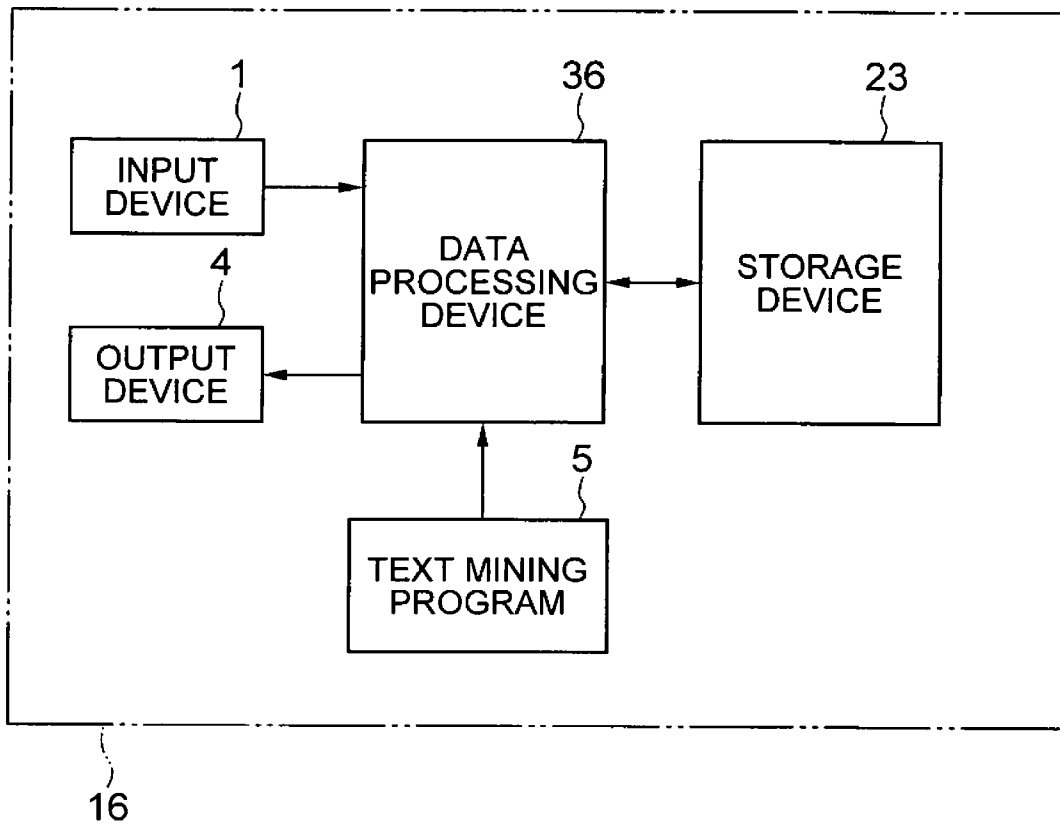 1
36
23
INPUT
DEVICE
DATA
PROCESSING
DEVICE
STORAGE
DEVICE
4
OUTPUT
DEVICE
5
TEXT MINING
PROGRAM
16